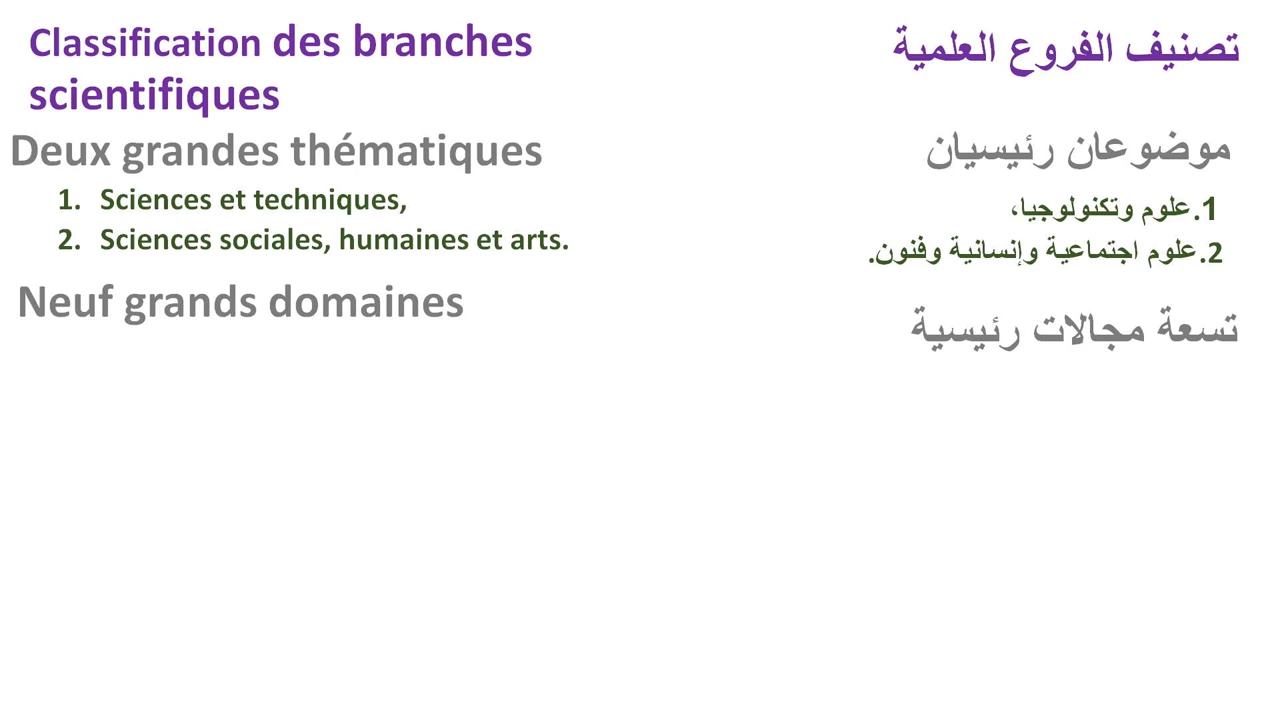 Classification des branches
scientifiques
Deux grandes thématiques
1. Sciences et techniques,
2. Sciences sociales, humaines et arts.
Neuf grands domaines
تصنيف الفروع العلمية
موضوعان رئيسيان
1.علوم وتكنولوجيا،
2.علوم اجتماعية وإنسانية وفنون.
تسعة مجالات رئيسية